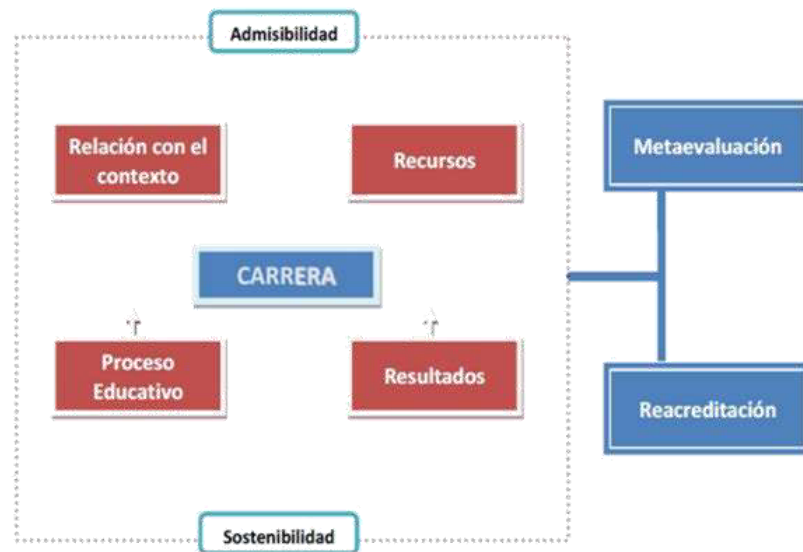 Admisibilidad
Relación con el
contexto
Recursos
Metaevaluación
CARRERA
Proceso
Educativo
Resultados
Reacreditación
Sostenibilidad